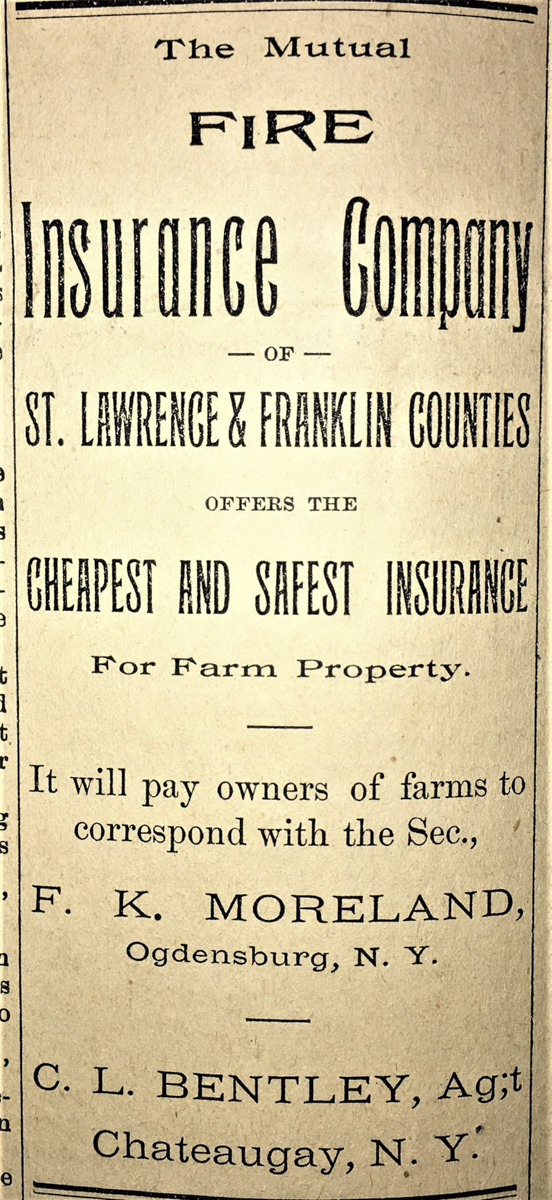 The Mutual
FIRE
Insurance Company
— OF —
ST. LAWRENCE & FRANKLIN COUNTIES
OFFERS THE
CHEAPEST AND SAFEST INSURANCE
For Farm Property.
It will pay owners of farms to
correspond with the Sec.,
F. K. MORELAND,
Ogdensburg, N. Y.
C. L. BENTLEY, Ag;t
Chateaugay, N. Y.